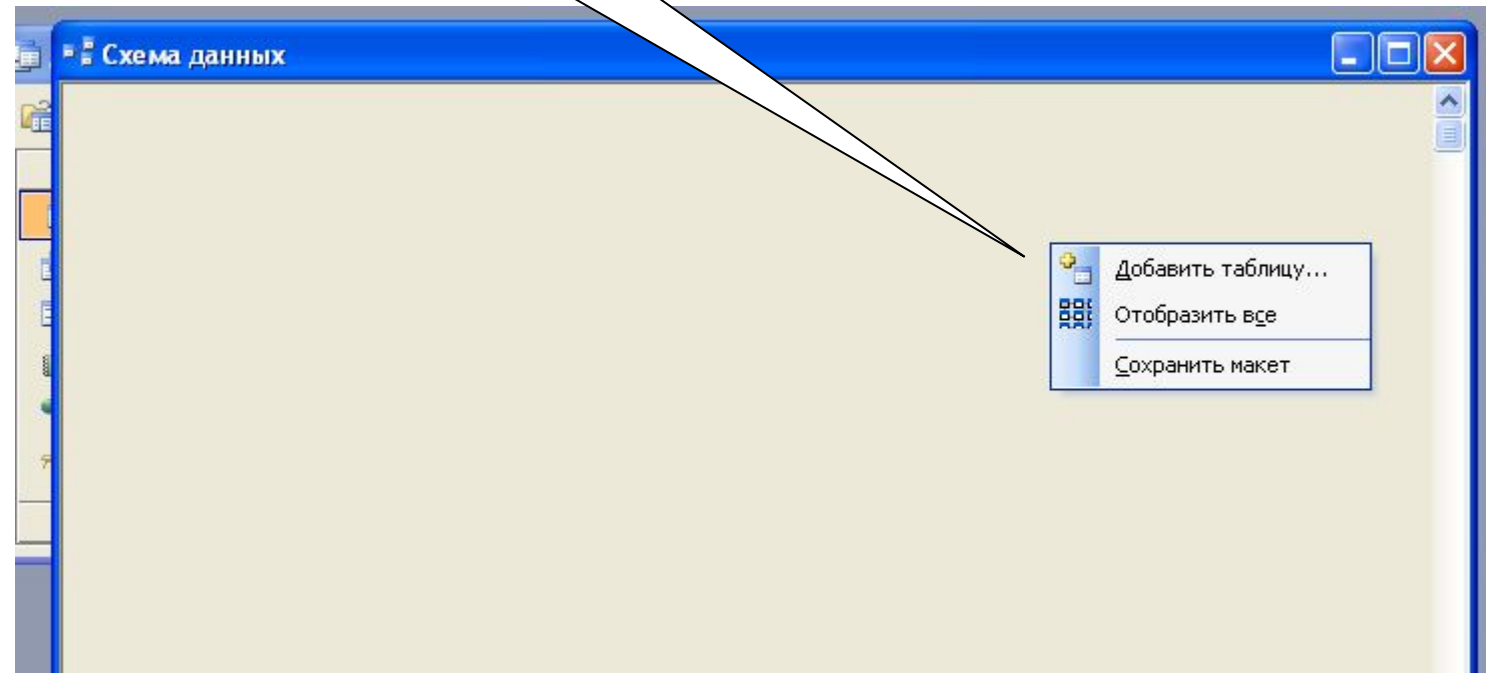 Схема данных
Добавить таблицу...
Отобразить все
Сохранить макет